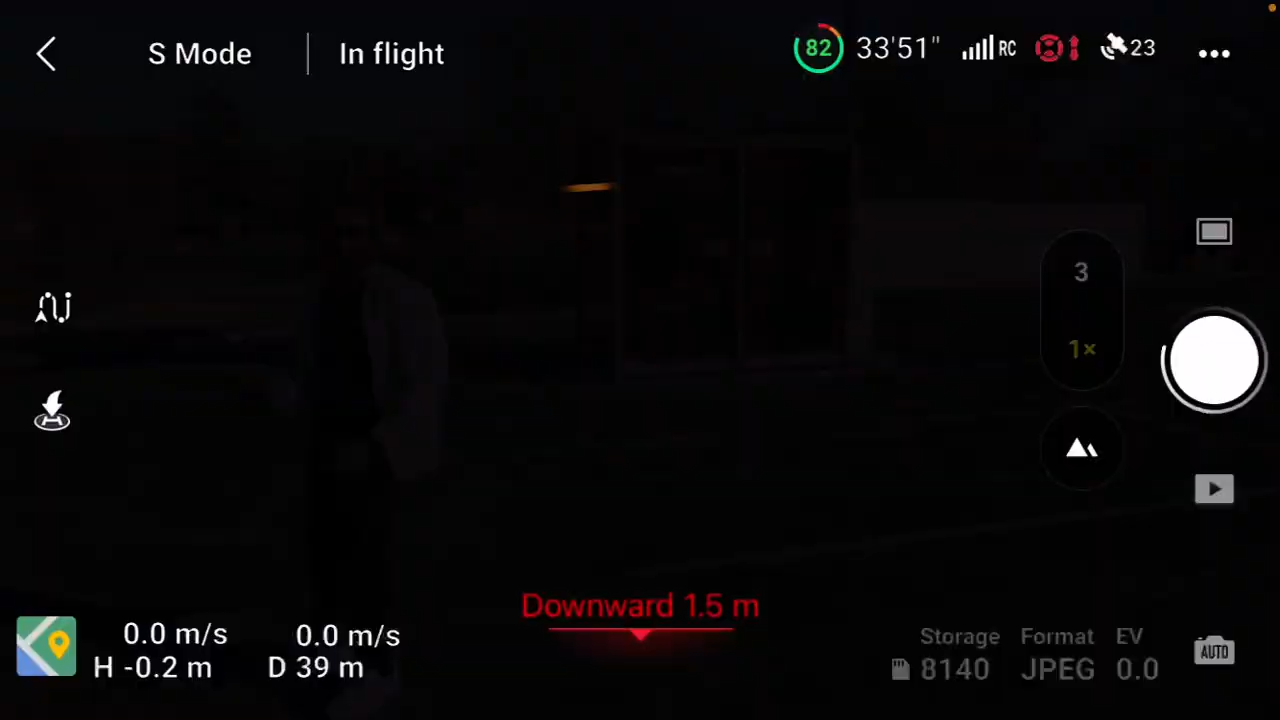 S Mode
In flight
82
33'51"
RC
23
3
1×
Downward 1.5 m
0.0 m/s
0.0 m/s
H -0.2 m
D 39 m
Storage
Format
EV
8140
JPEG
0.0
AUTO